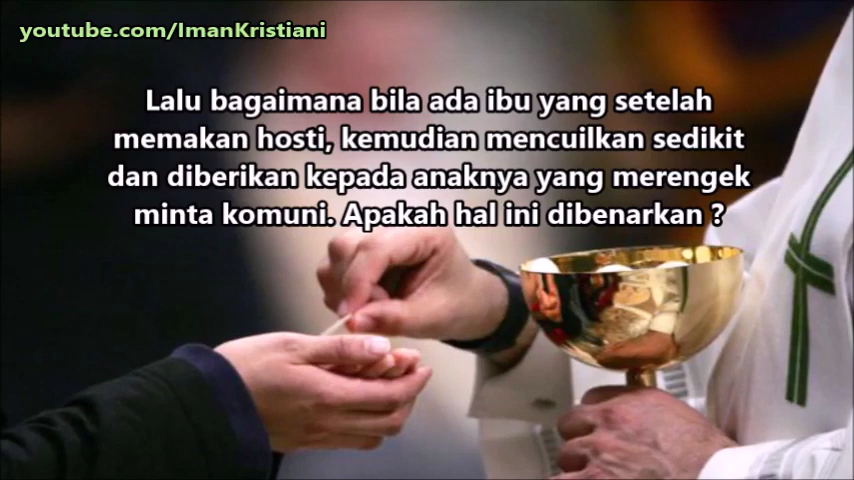 youtube.com/ImanKristiani
Lalu bagaimana bila ada ibu yang setelah
memakan hosti, kemudian mencuilkan sedikit
dan diberikan kepada anaknya yang merengek
minta komuni. Apakah hal ini dibenarkan ?